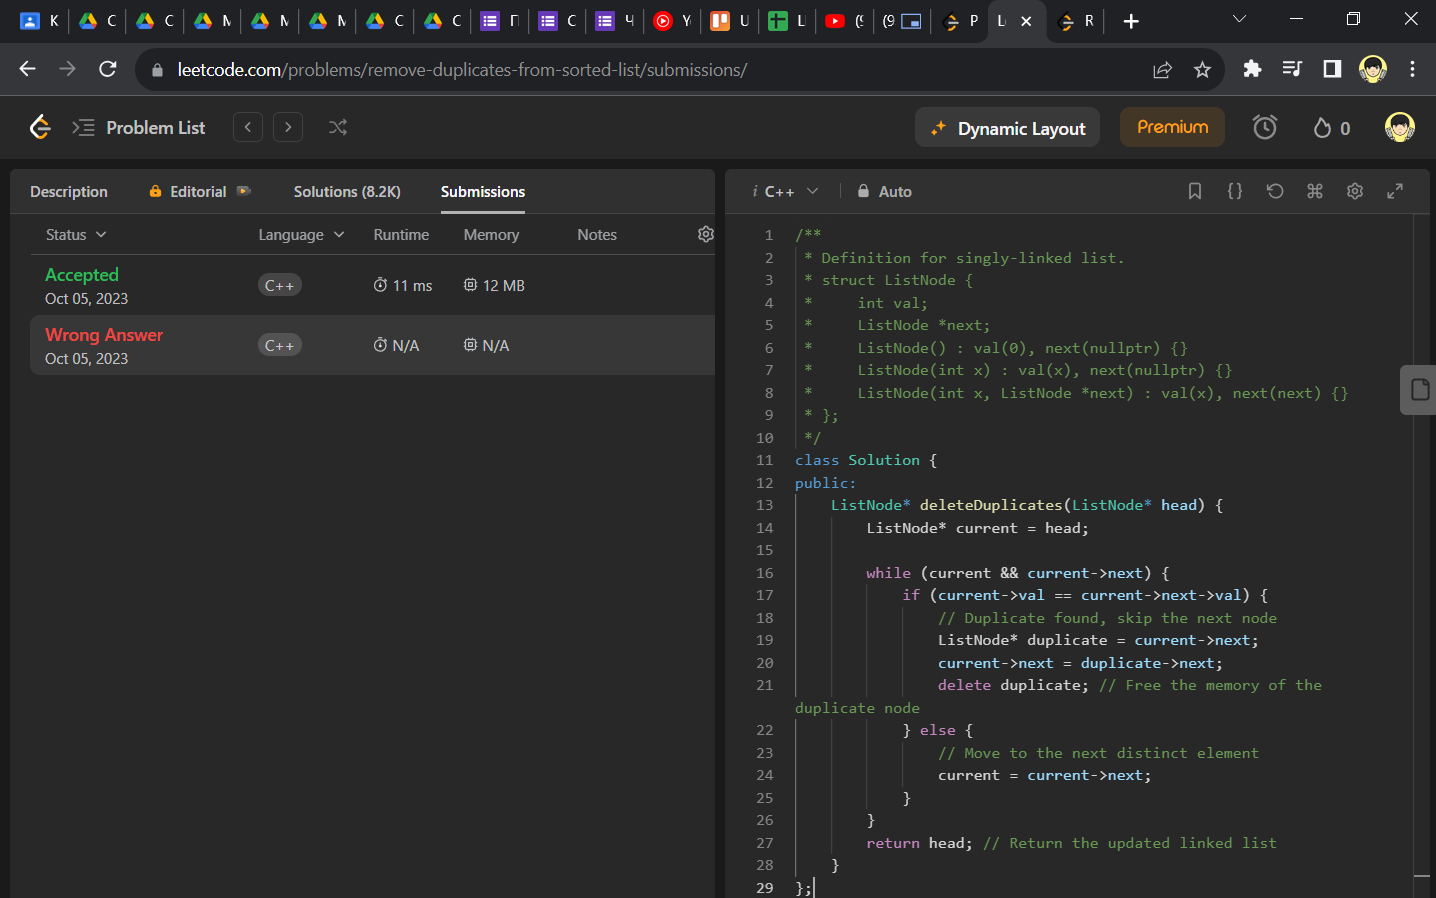 K C C M M M C C П C Ч Y U L (9 (9 P L R
leetcode.com/problems/remove-duplicates-from-sorted-list/submissions/
Problem List Dynamic Layout Premium 0
Description Editorial Solutions (8.2K) Submissions
Status Language Runtime Memory Notes
Accepted
Oct 05, 2023
C++ 11 ms 12 MB
Wrong Answer
Oct 05, 2023
C++ N/A N/A
i C++ Auto
1 /**
2 * Definition for singly-linked list.
3 * struct ListNode {
4 *     int val;
5 *     ListNode *next;
6 *     ListNode() : val(0), next(nullptr) {}
7 *     ListNode(int x) : val(x), next(nullptr) {}
8 *     ListNode(int x, ListNode *next) : val(x), next(next) {}
9 * };
10 */
11 class Solution {
12 public:
13     ListNode* deleteDuplicates(ListNode* head) {
14         ListNode* current = head;
15
16         while (current && current->next) {
17             if (current->val == current->next->val) {
18                 // Duplicate found, skip the next node
19                 ListNode* duplicate = current->next;
20                 current->next = duplicate->next;
21                 delete duplicate; // Free the memory of the
duplicate node
22             } else {
23                 // Move to the next distinct element
24                 current = current->next;
25             }
26         }
27         return head; // Return the updated linked list
28     }
29 };